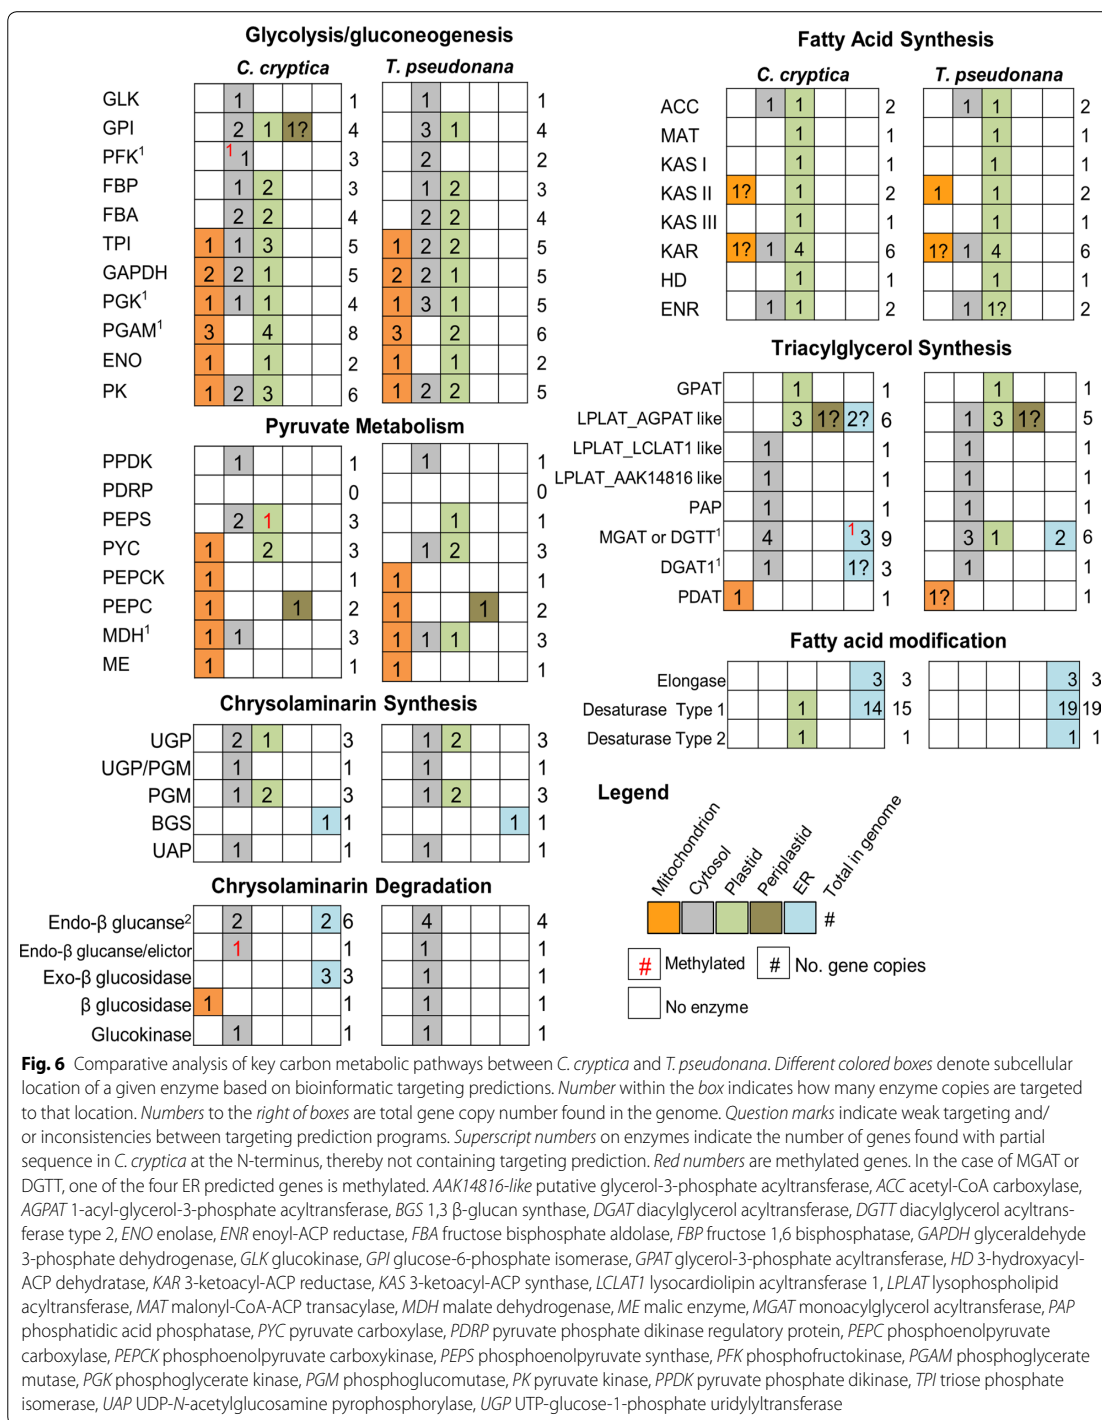 Glycolysis/gluconeogenesis
C. cryptica T. pseudonana
GLK 1 1 1 1
GPI 2 1 1? 4 3 1 4
PFK1 1 1 3 2 2
FBP 1 2 3 1 2 3
FBA 2 2 4 2 2 4
TPI 1 1 3 5 1 2 2 5
GAPDH 2 2 1 5 2 2 1 5
PGK1 1 1 1 4 1 3 1 5
PGAM1 3 4 8 3 2 6
ENO 1 1 2 1 1 2
PK 1 2 3 6 1 2 2 5
Pyruvate Metabolism
PPDK 1 1 1 1
PDRP 0 0
PEPS 2 1 3 1 1
PYC 1 2 3 1 2 3
PEPCK 1 1 1 1
PEPC 1 1 2 1 1 2
MDH1 1 1 3 1 1 1 3
ME 1 1 1 1
Chrysolaminarin Synthesis
UGP 2 1 3 1 2 3
UGP/PGM 1 1 1 1
PGM 1 2 3 1 2 3
BGS 1 1 1 1
UAP 1 1 1 1
Chrysolaminarin Degradation
Endo-β glucanse2 2 2 6 4 4
Endo-β glucanse/elictor 1 1 1 1
Exo-β glucosidase 3 3 1 1
β glucosidase 1 1 1 1
Glucokinase 1 1 1 1
Fatty Acid Synthesis
C. cryptica T. pseudonana
ACC 1 1 2 1 1 2
MAT 1 1 1 1
KAS I 1 1 1 1
KAS II 1? 1 2 1 1 2
KAS III 1 1 1 1
KAR 1? 1 4 6 1? 1 4 6
HD 1 1 1 1
ENR 1 1 2 1 1? 2
Triacylglycerol Synthesis
GPAT 1 1 1 1
LPLAT_AGPAT like 3 1? 2? 6 1 3 1? 5
LPLAT_LCLAT1 like 1 1 1 1
LPLAT_AAK14816 like 1 1 1 1
PAP 1 1 1 1
MGAT or DGTT1 4 1 3 9 3 1 2 6
DGAT11 1 1? 3 1 1
PDAT 1 1 1? 1
Fatty acid modification
Elongase 3 3 3 3
Desaturase Type 1 1 14 15 19 19
Desaturase Type 2 1 1 1 1
Legend
Mitochondrion Cytosol Plastid Periplastid ER Total in genome
#
# Methylated # No. gene copies
No enzyme
Fig. 6 Comparative analysis of key carbon metabolic pathways between C. cryptica and T. pseudonana. Different colored boxes denote subcellular
location of a given enzyme based on bioinformatic targeting predictions. Number within the box indicates how many enzyme copies are targeted
to that location. Numbers to the right of boxes are total gene copy number found in the genome. Question marks indicate weak targeting and/
or inconsistencies between targeting prediction programs. Superscript numbers on enzymes indicate the number of genes found with partial
sequence in C. cryptica at the N-terminus, thereby not containing targeting prediction. Red numbers are methylated genes. In the case of MGAT or
DGTT, one of the four ER predicted genes is methylated. AAK14816-like putative glycerol-3-phosphate acyltransferase, ACC acetyl-CoA carboxylase,
AGPAT 1-acyl-glycerol-3-phosphate acyltransferase, BGS 1,3 β-glucan synthase, DGAT diacylglycerol acyltransferase, DGTT diacylglycerol acyltrans-
ferase type 2, ENO enolase, ENR enoyl-ACP reductase, FBA fructose bisphosphate aldolase, FBP fructose 1,6 bisphosphatase, GAPDH glyceraldehyde
3-phosphate dehydrogenase, GLK glucokinase, GPI glucose-6-phosphate isomerase, GPAT glycerol-3-phosphate acyltransferase, HD 3-hydroxyacyl-
ACP dehydratase, KAR 3-ketoacyl-ACP reductase, KAS 3-ketoacyl-ACP synthase, LCLAT1 lysocardiolipin acyltransferase 1, LPLAT lysophospholipid
acyltransferase, MAT malonyl-CoA-ACP transacylase, MDH malate dehydrogenase, ME malic enzyme, MGAT monoacylglycerol acyltransferase, PAP
phosphatidic acid phosphatase, PYC pyruvate carboxylase, PDRP pyruvate phosphate dikinase regulatory protein, PEPC phosphoenolpyruvate
carboxylase, PEPCK phosphoenolpyruvate carboxykinase, PEPS phosphoenolpyruvate synthase, PFK phosphofructokinase, PGAM phosphoglycerate
mutase, PGK phosphoglycerate kinase, PGM phosphoglucomutase, PK pyruvate kinase, PPDK pyruvate phosphate dikinase, TPI triose phosphate
isomerase, UAP UDP-N-acetylglucosamine pyrophosphorylase, UGP UTP-glucose-1-phosphate uridylyltransferase